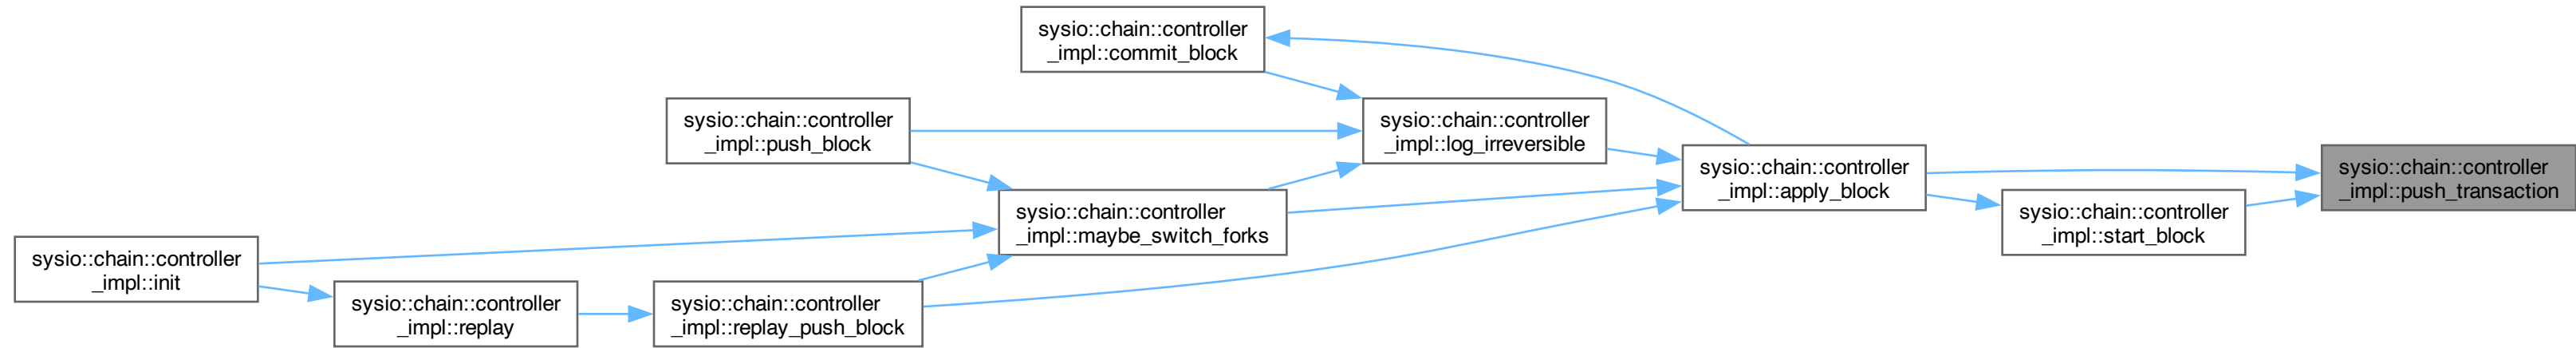 sysio::chain::controller
_impl::commit_block
sysio::chain::controller
_impl::push_block
sysio::chain::controller
_impl::log_irreversible
sysio::chain::controller
_impl::apply_block
sysio::chain::controller
_impl::push_transaction
sysio::chain::controller
_impl::maybe_switch_forks
sysio::chain::controller
_impl::start_block
sysio::chain::controller
_impl::init
sysio::chain::controller
_impl::replay
sysio::chain::controller
_impl::replay_push_block